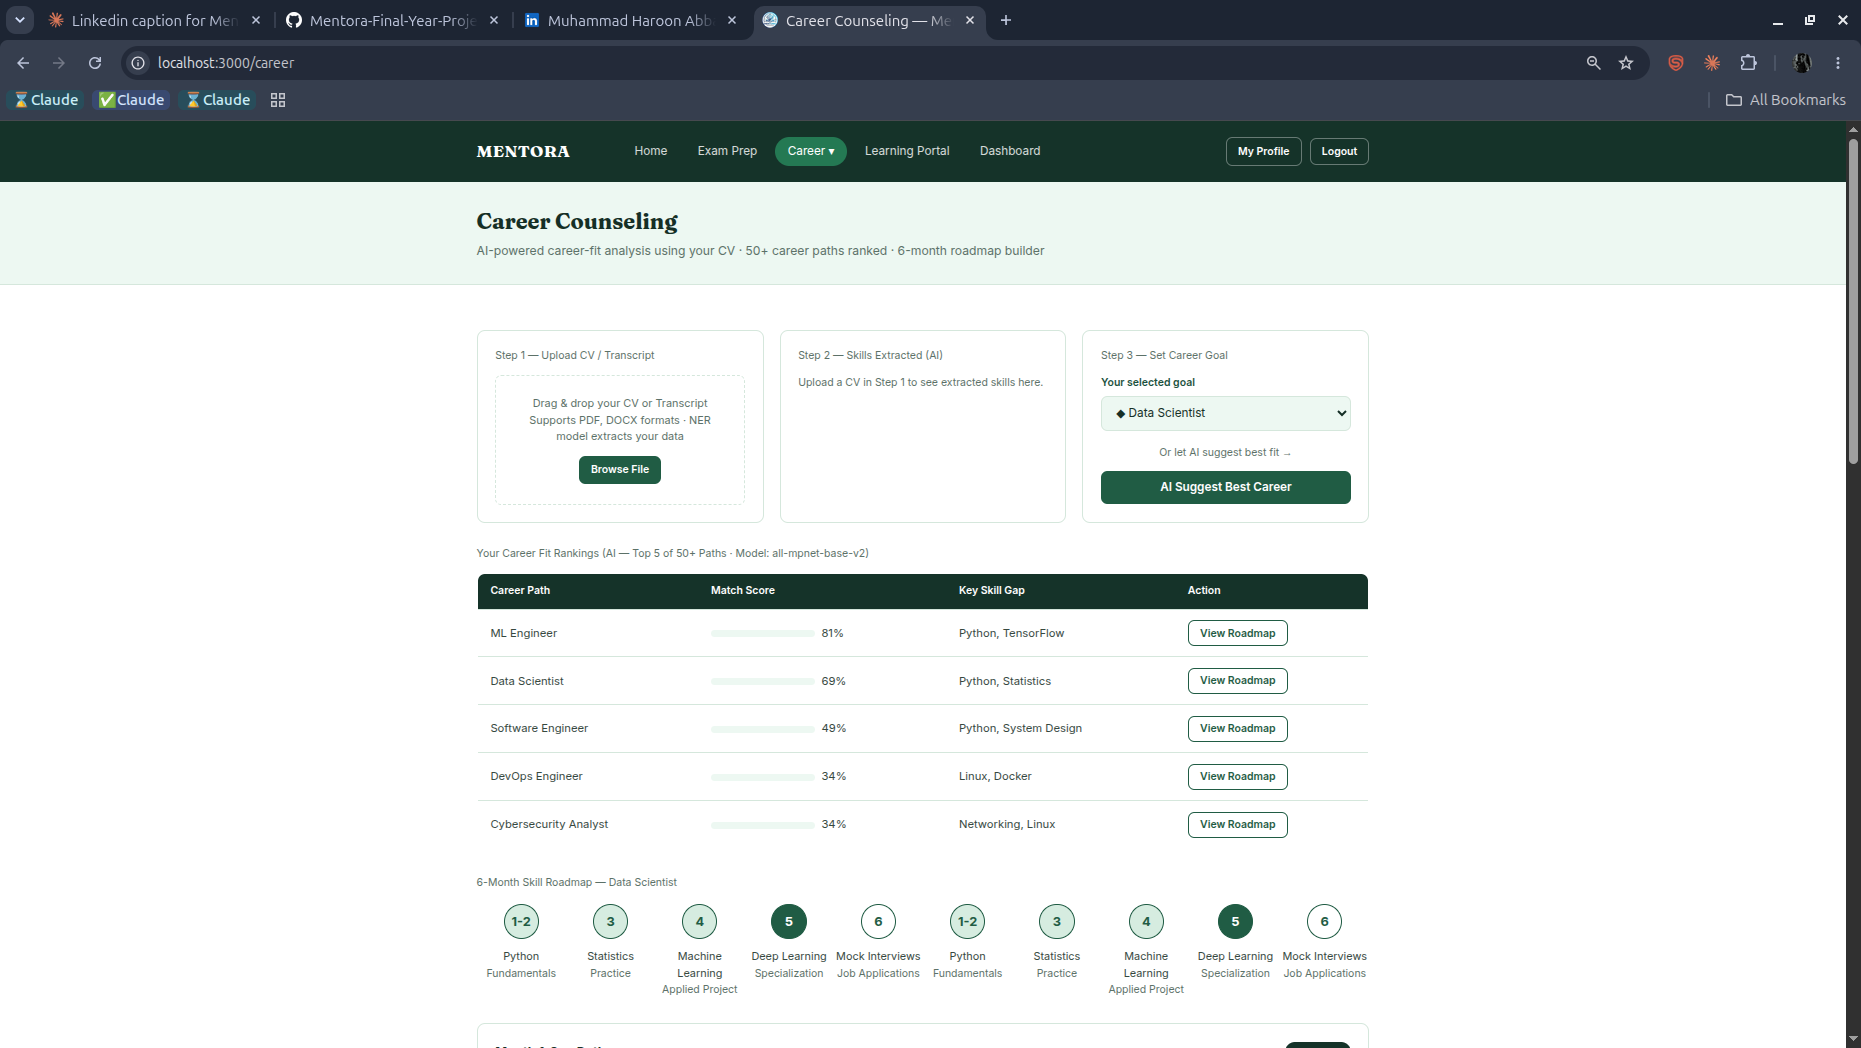 Linkedin caption for Men
Mentora-Final-Year-Proje
Muhammad Haroon Abb
Career Counseling — Me
localhost:3000/career
⌛Claude
✅Claude
⌛Claude
All Bookmarks
MENTORA
Home
Exam Prep
Career ▾
Learning Portal
Dashboard
My Profile
Logout
Career Counseling
AI-powered career-fit analysis using your CV · 50+ career paths ranked · 6-month roadmap builder
Step 1 — Upload CV / Transcript
Drag & drop your CV or Transcript
Supports PDF, DOCX formats · NER
model extracts your data
Browse File
Step 2 — Skills Extracted (AI)
Upload a CV in Step 1 to see extracted skills here.
Step 3 — Set Career Goal
Your selected goal
◆ Data Scientist
Or let AI suggest best fit →
AI Suggest Best Career
Your Career Fit Rankings (AI — Top 5 of 50+ Paths · Model: all-mpnet-base-v2)
Career Path Match Score Key Skill Gap Action
ML Engineer 81% Python, TensorFlow View Roadmap
Data Scientist 69% Python, Statistics View Roadmap
Software Engineer 49% Python, System Design View Roadmap
DevOps Engineer 34% Linux, Docker View Roadmap
Cybersecurity Analyst 34% Networking, Linux View Roadmap
6-Month Skill Roadmap — Data Scientist
1-2
Python
Fundamentals
3
Statistics
Practice
4
Machine
Learning
Applied Project
5
Deep Learning
Specialization
6
Mock Interviews
Job Applications
1-2
Python
Fundamentals
3
Statistics
Practice
4
Machine
Learning
Applied Project
5
Deep Learning
Specialization
6
Mock Interviews
Job Applications